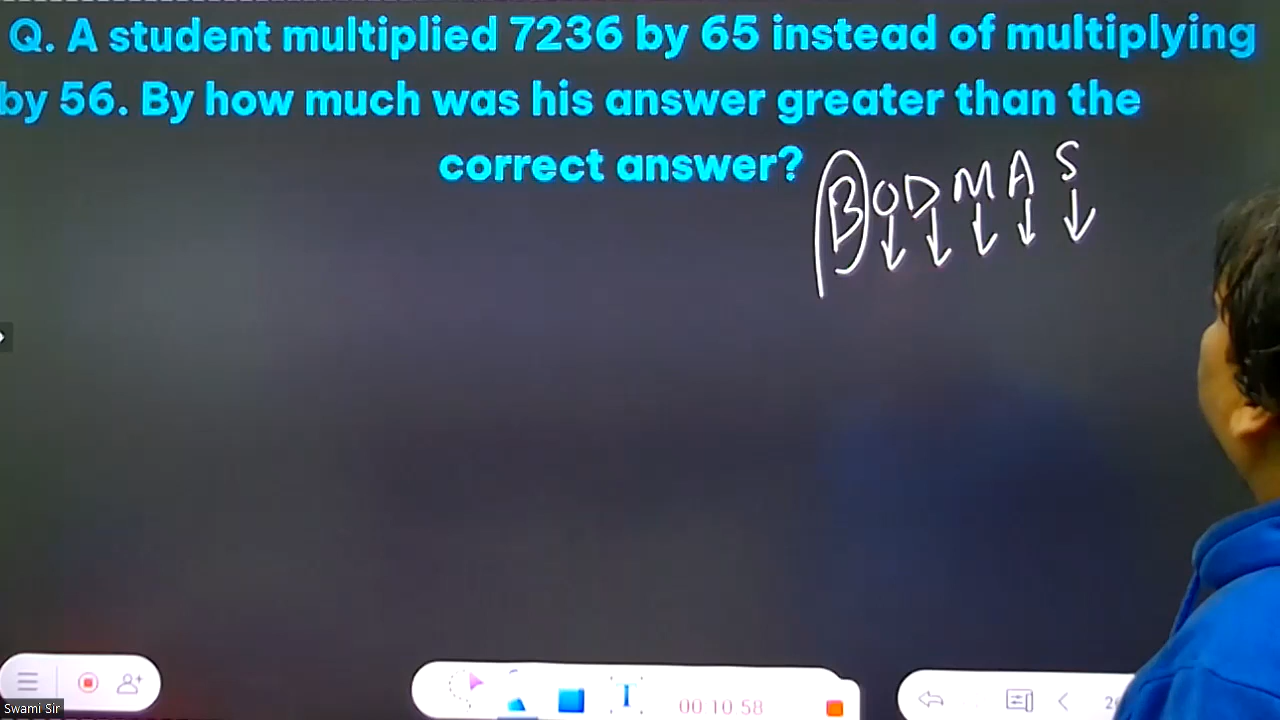 Q. A student multiplied 7236 by 65 instead of multiplying
by 56. By how much was his answer greater than the
correct answer?
BODMAS
00 10 58
Swami Sir